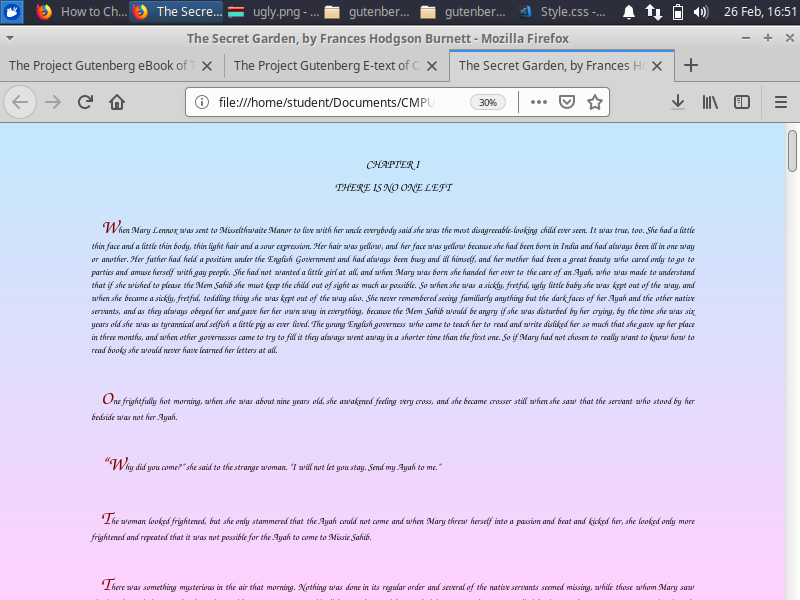 How to Ch... The Secre... ugly.png - ... gutenber... gutenber... Style.css -... 26 Feb, 16:51
The Secret Garden, by Frances Hodgson Burnett - Mozilla Firefox
The Project Gutenberg eBook of T The Project Gutenberg E-text of C The Secret Garden, by Frances H
file:///home/student/Documents/CMPU 30%
CHAPTER I
THERE IS NO ONE LEFT
When Mary Lennox was sent to Misselthwaite Manor to live with her uncle everybody said she was the most disagreeable-looking child ever seen. It was true, too. She had a little
thin face and a little thin body, thin light hair and a sour expression. Her hair was yellow, and her face was yellow because she had been born in India and had always been ill in one way
or another. Her father had held a position under the English Government and had always been busy and ill himself, and her mother had been a great beauty who cared only to go to
parties and amuse herself with gay people. She had not wanted a little girl at all, and when Mary was born she handed her over to the care of an Ayah, who was made to understand
that if she wished to please the Mem Sahib she must keep the child out of sight as much as possible. So when she was a sickly, fretful, ugly little baby she was kept out of the way, and
when she became a sickly, fretful, toddling thing she was kept out of the way also. She never remembered seeing familiarly anything but the dark faces of her Ayah and the other native
servants, and as they always obeyed her and gave her her own way in everything, because the Mem Sahib would be angry if she was disturbed by her crying, by the time she was six
years old she was as tyrannical and selfish a little pig as ever lived. The young English governess who came to teach her to read and write disliked her so much that she gave up her place
in three months, and when other governesses came to try to fill it they always went away in a shorter time than the first one. So if Mary had not chosen to really want to know how to
read books she would never have learned her letters at all.
One frightfully hot morning, when she was about nine years old, she awakened feeling very cross, and she became crosser still when she saw that the servant who stood by her
bedside was not her Ayah.
“Why did you come?” she said to the strange woman. “I will not let you stay. Send my Ayah to me.”
The woman looked frightened, but she only stammered that the Ayah could not come and when Mary threw herself into a passion and beat and kicked her, she looked only more
frightened and repeated that it was not possible for the Ayah to come to Missie Sahib.
There was something mysterious in the air that morning. Nothing was done in its regular order and several of the native servants seemed missing, while those whom Mary saw